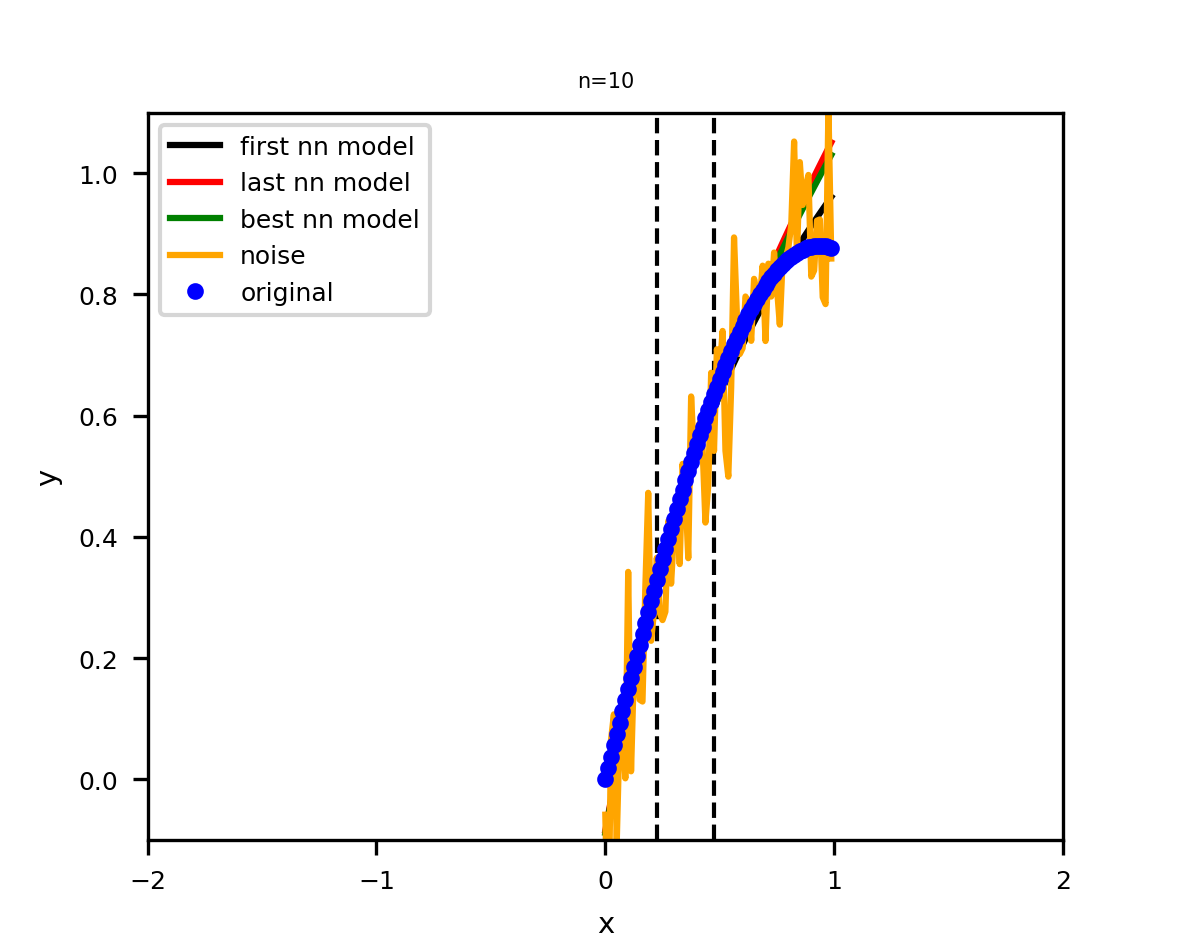 n=10
first nn model
last nn model
best nn model
noise
original
1.0
0.8
0.6
0.4
0.2
0.0
y
−2 −1 0 1 2
x